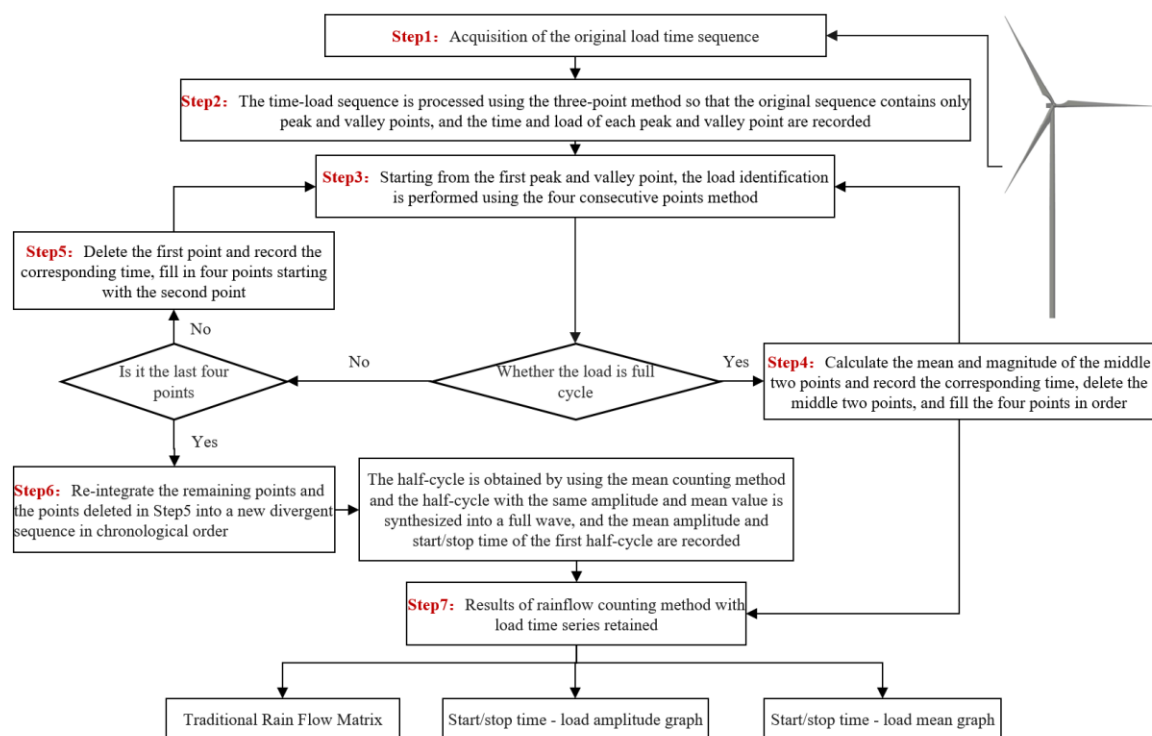 Step1：Acquisition of the original load time sequence
Step2：The time-load sequence is processed using the three-point method so that the original sequence contains only
peak and valley points, and the time and load of each peak and valley point are recorded
Step3：Starting from the first peak and valley point, the load identification
is performed using the four consecutive points method
Step5：Delete the first point and record the
corresponding time, fill in four points starting
with the second point
No
Is it the last four
points
No
Whether the load is full
cycle
Yes
Step4：Calculate the mean and magnitude of the middle
two points and record the corresponding time, delete the
middle two points, and fill the four points in order
Yes
Step6：Re-integrate the remaining points and
the points deleted in Step5 into a new divergent
sequence in chronological order
The half-cycle is obtained by using the mean counting method
and the half-cycle with the same amplitude and mean value is
synthesized into a full wave, and the mean amplitude and
start/stop time of the first half-cycle are recorded
Step7：Results of rainflow counting method with
load time series retained
Traditional Rain Flow Matrix
Start/stop time - load amplitude graph
Start/stop time - load mean graph